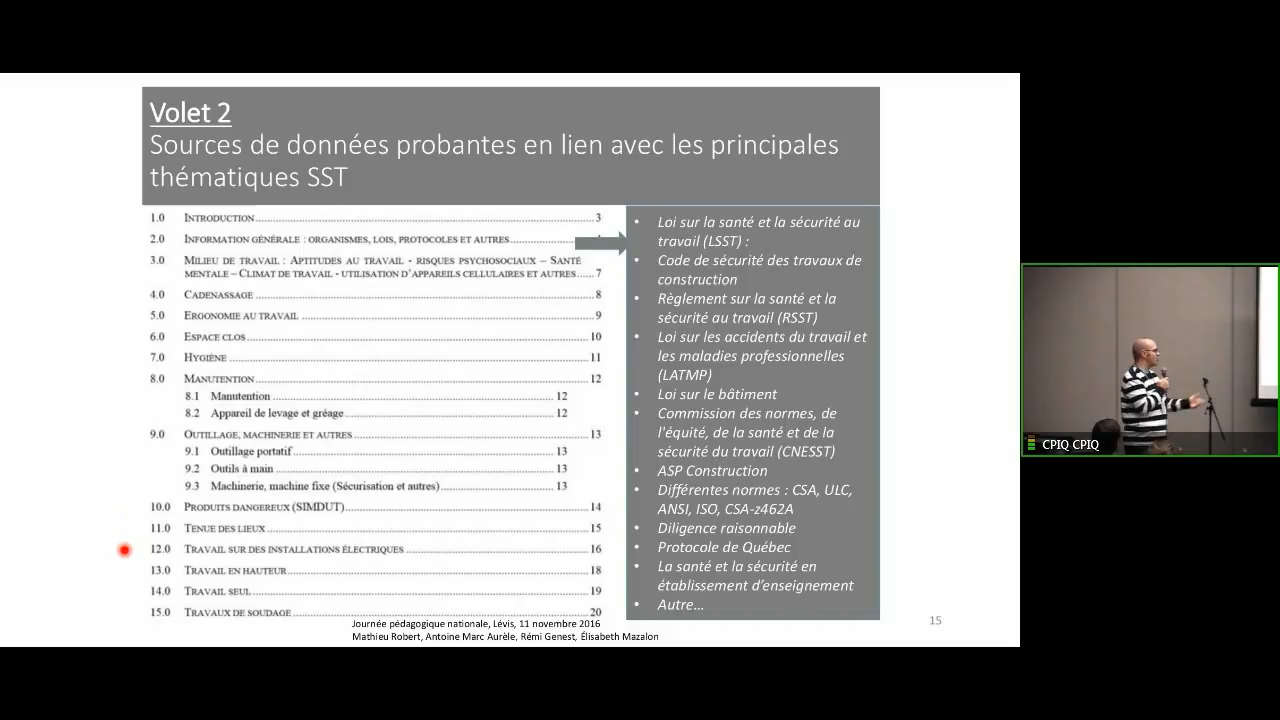 Volet 2
Sources de données probantes en lien avec les principales
thématiques SST
1.0 INTRODUCTION 3
2.0 INFORMATION GÉNÉRALE : ORGANISMES, LOIS, PROTOCOLES ET AUTRES
3.0 MILIEU DE TRAVAIL : APTITUDES AU TRAVAIL - RISQUES PSYCHOSOCIAUX – SANTÉ
MENTALE – CLIMAT DE TRAVAIL - UTILISATION D'APPAREILS CELLULAIRES ET AUTRES 7
4.0 CADENASSAGE 8
5.0 ERGONOMIE AU TRAVAIL 9
6.0 ESPACE CLOS 10
7.0 HYGIÈNE 11
8.0 MANUTENTION 12
8.1 Manutention 12
8.2 Appareil de levage et gréage 12
9.0 OUTILLAGE, MACHINERIE ET AUTRES 13
9.1 Outillage portatif 13
9.2 Outils à main 13
9.3 Machinerie, machine fixe (Sécurisation et autres) 13
10.0 PRODUITS DANGEREUX (SIMDUT) 14
11.0 TENUE DES LIEUX 15
12.0 TRAVAIL SUR DES INSTALLATIONS ÉLECTRIQUES 16
13.0 TRAVAIL EN HAUTEUR 18
14.0 TRAVAIL SEUL 19
15.0 TRAVAUX DE SOUDAGE 20
• Loi sur la santé et la sécurité au
travail (LSST) :
• Code de sécurité des travaux de
construction
• Règlement sur la santé et la
sécurité au travail (RSST)
• Loi sur les accidents du travail et
les maladies professionnelles
(LATMP)
• Loi sur le bâtiment
• Commission des normes, de
l'équité, de la santé et de la
sécurité du travail (CNESST)
• ASP Construction
• Différentes normes : CSA, ULC,
ANSI, ISO, CSA-z462A
• Diligence raisonnable
• Protocole de Québec
• La santé et la sécurité en
établissement d'enseignement
• Autre…
Journée pédagogique nationale, Lévis, 11 novembre 2016
Mathieu Robert, Antoine Marc Aurèle, Rémi Genest, Élisabeth Mazalon
15
CPIQ CPIQ